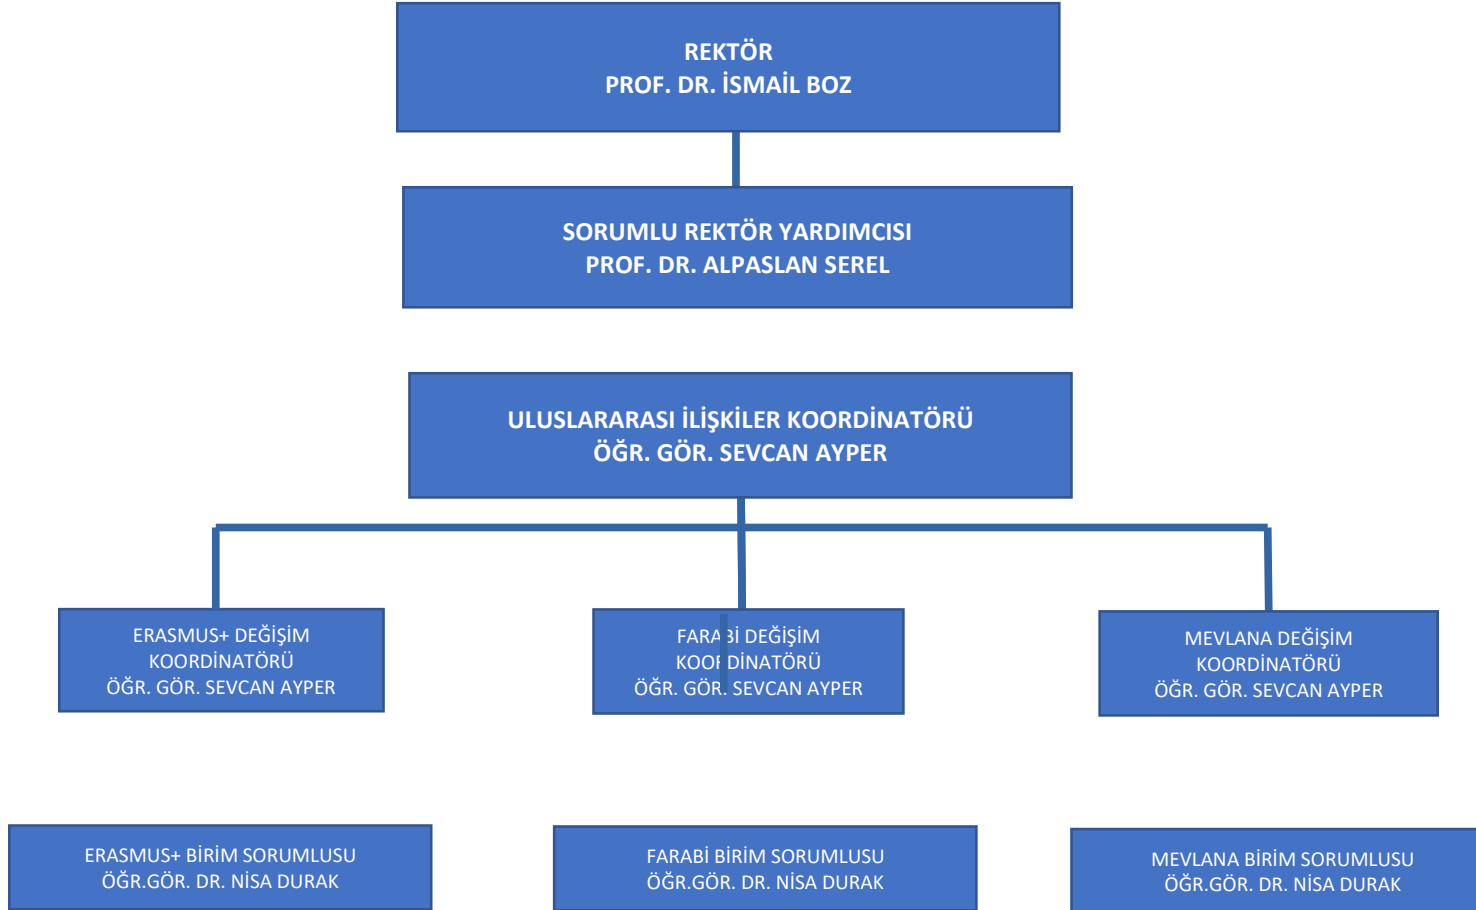 REKTÖR
PROF. DR. İSMAİL BOZ
SORUMLU REKTÖR YARDIMCISI
PROF. DR. ALPASLAN SEREL
ULUSLARARASI İLİŞKİLER KOORDİNATÖRÜ
ÖĞR. GÖR. SEVCAN AYPER
ERASMUS+ DEĞİŞİM
KOORDİNATÖRÜ
ÖĞR. GÖR. SEVCAN AYPER
FARABİ DEĞİŞİM
KOORDİNATÖRÜ
ÖĞR. GÖR. SEVCAN AYPER
MEVLANA DEĞİŞİM
KOORDİNATÖRÜ
ÖĞR. GÖR. SEVCAN AYPER
ERASMUS+ BİRİM SORUMLUSU
ÖĞR.GÖR. DR. NİSA DURAK
FARABİ BİRİM SORUMLUSU
ÖĞR.GÖR. DR. NİSA DURAK
MEVLANA BİRİM SORUMLUSU
ÖĞR.GÖR. DR. NİSA DURAK